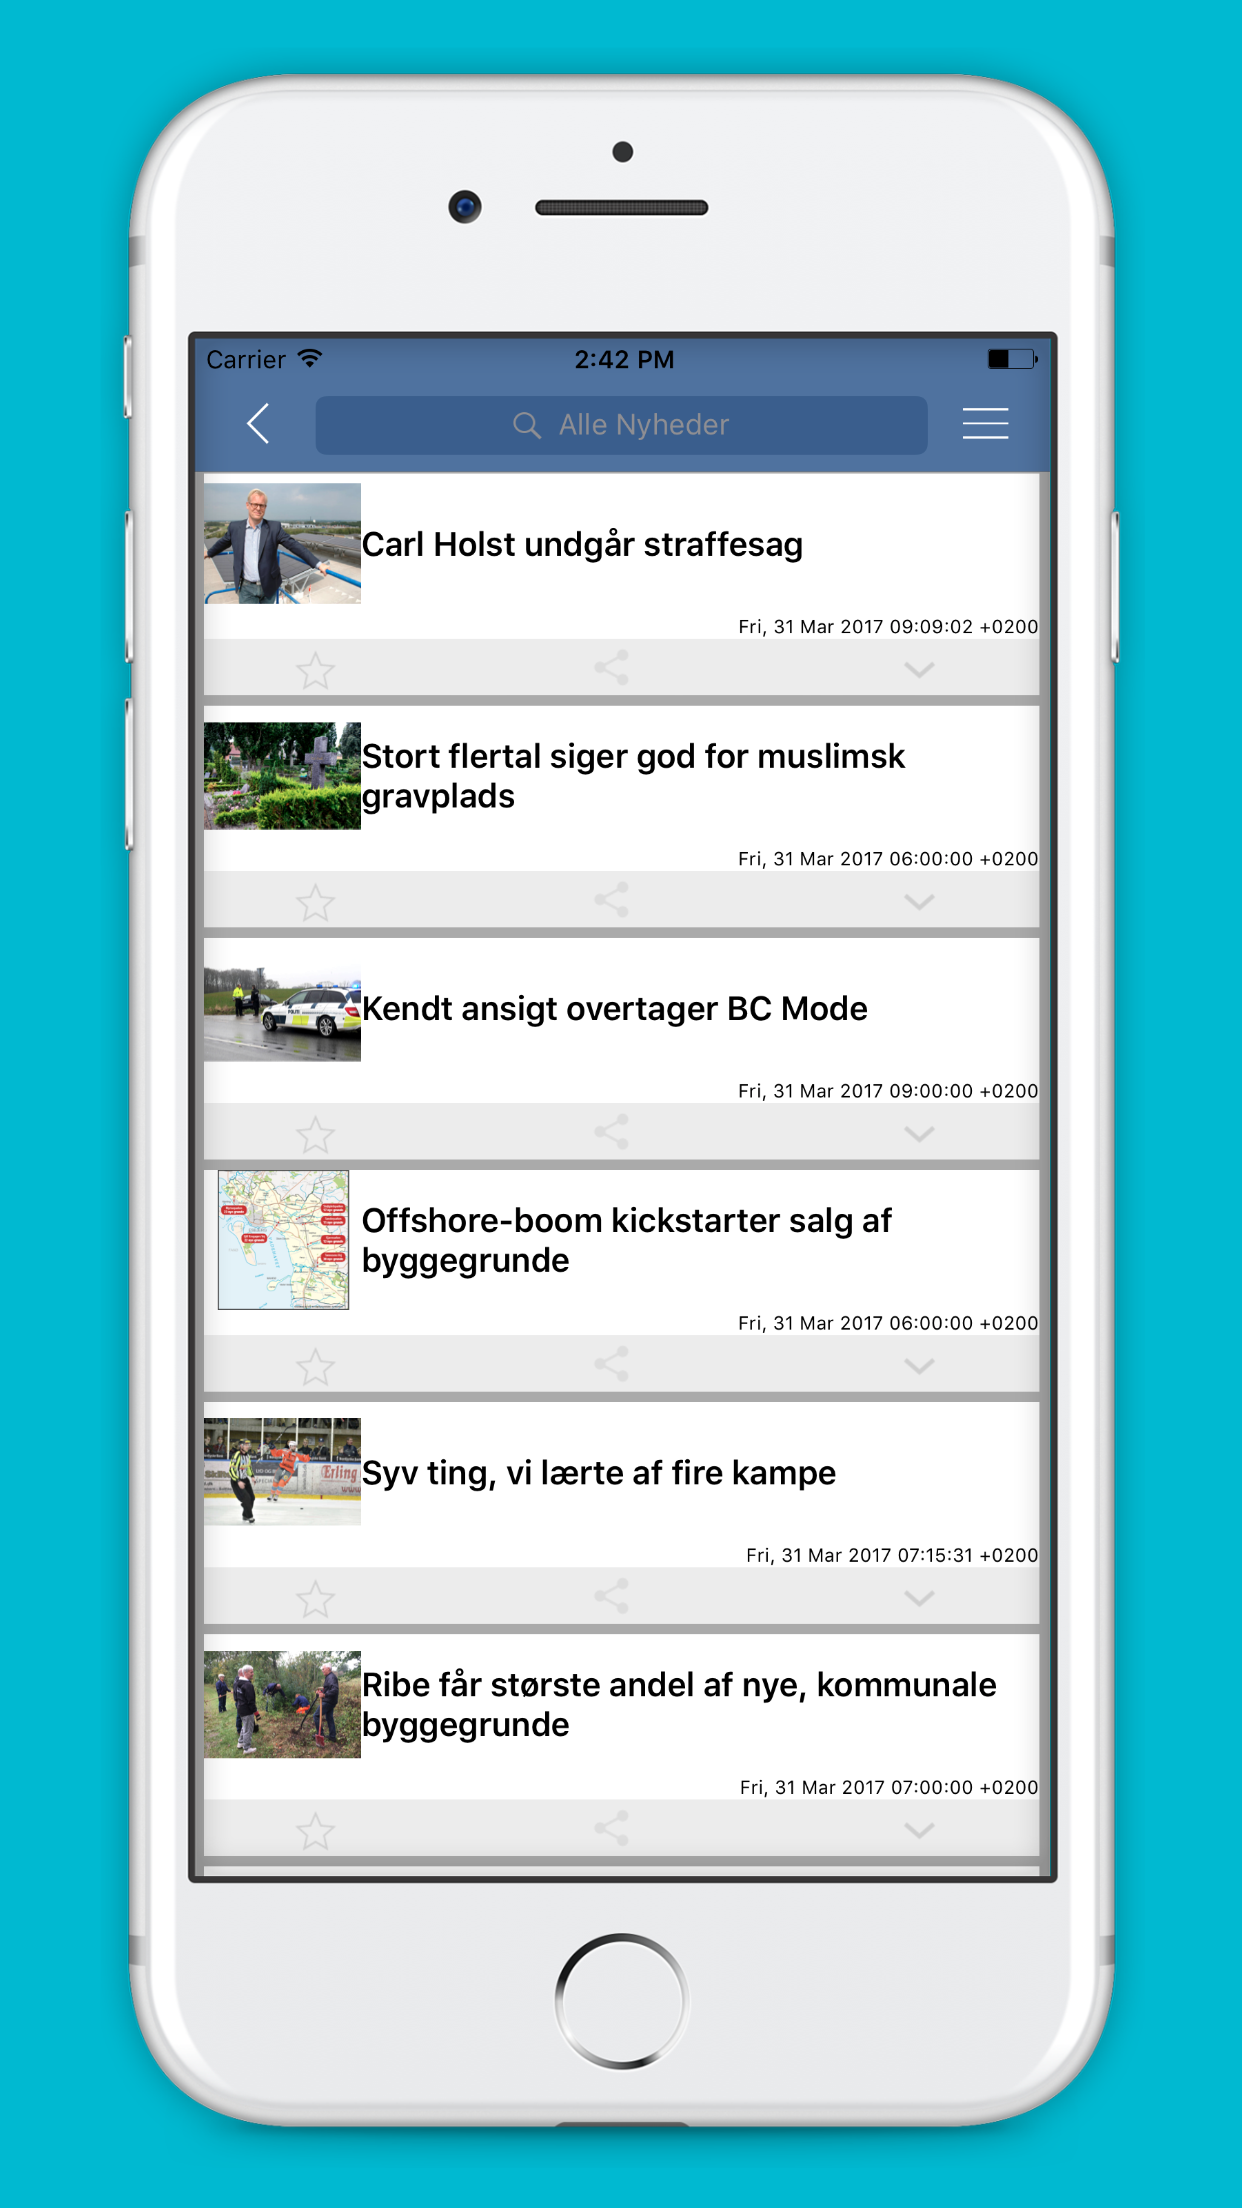 Carrier 2:42 PM
Alle Nyheder
Carl Holst undgår straffesag
Fri, 31 Mar 2017 09:09:02 +0200
Stort flertal siger god for muslimsk
gravplads
Fri, 31 Mar 2017 06:00:00 +0200
POLITI
Kendt ansigt overtager BC Mode
Fri, 31 Mar 2017 09:00:00 +0200
Offshore-boom kickstarter salg af
byggegrunde
Fri, 31 Mar 2017 06:00:00 +0200
Erling
Syv ting, vi lærte af fire kampe
Fri, 31 Mar 2017 07:15:31 +0200
Ribe får største andel af nye, kommunale
byggegrunde
Fri, 31 Mar 2017 07:00:00 +0200